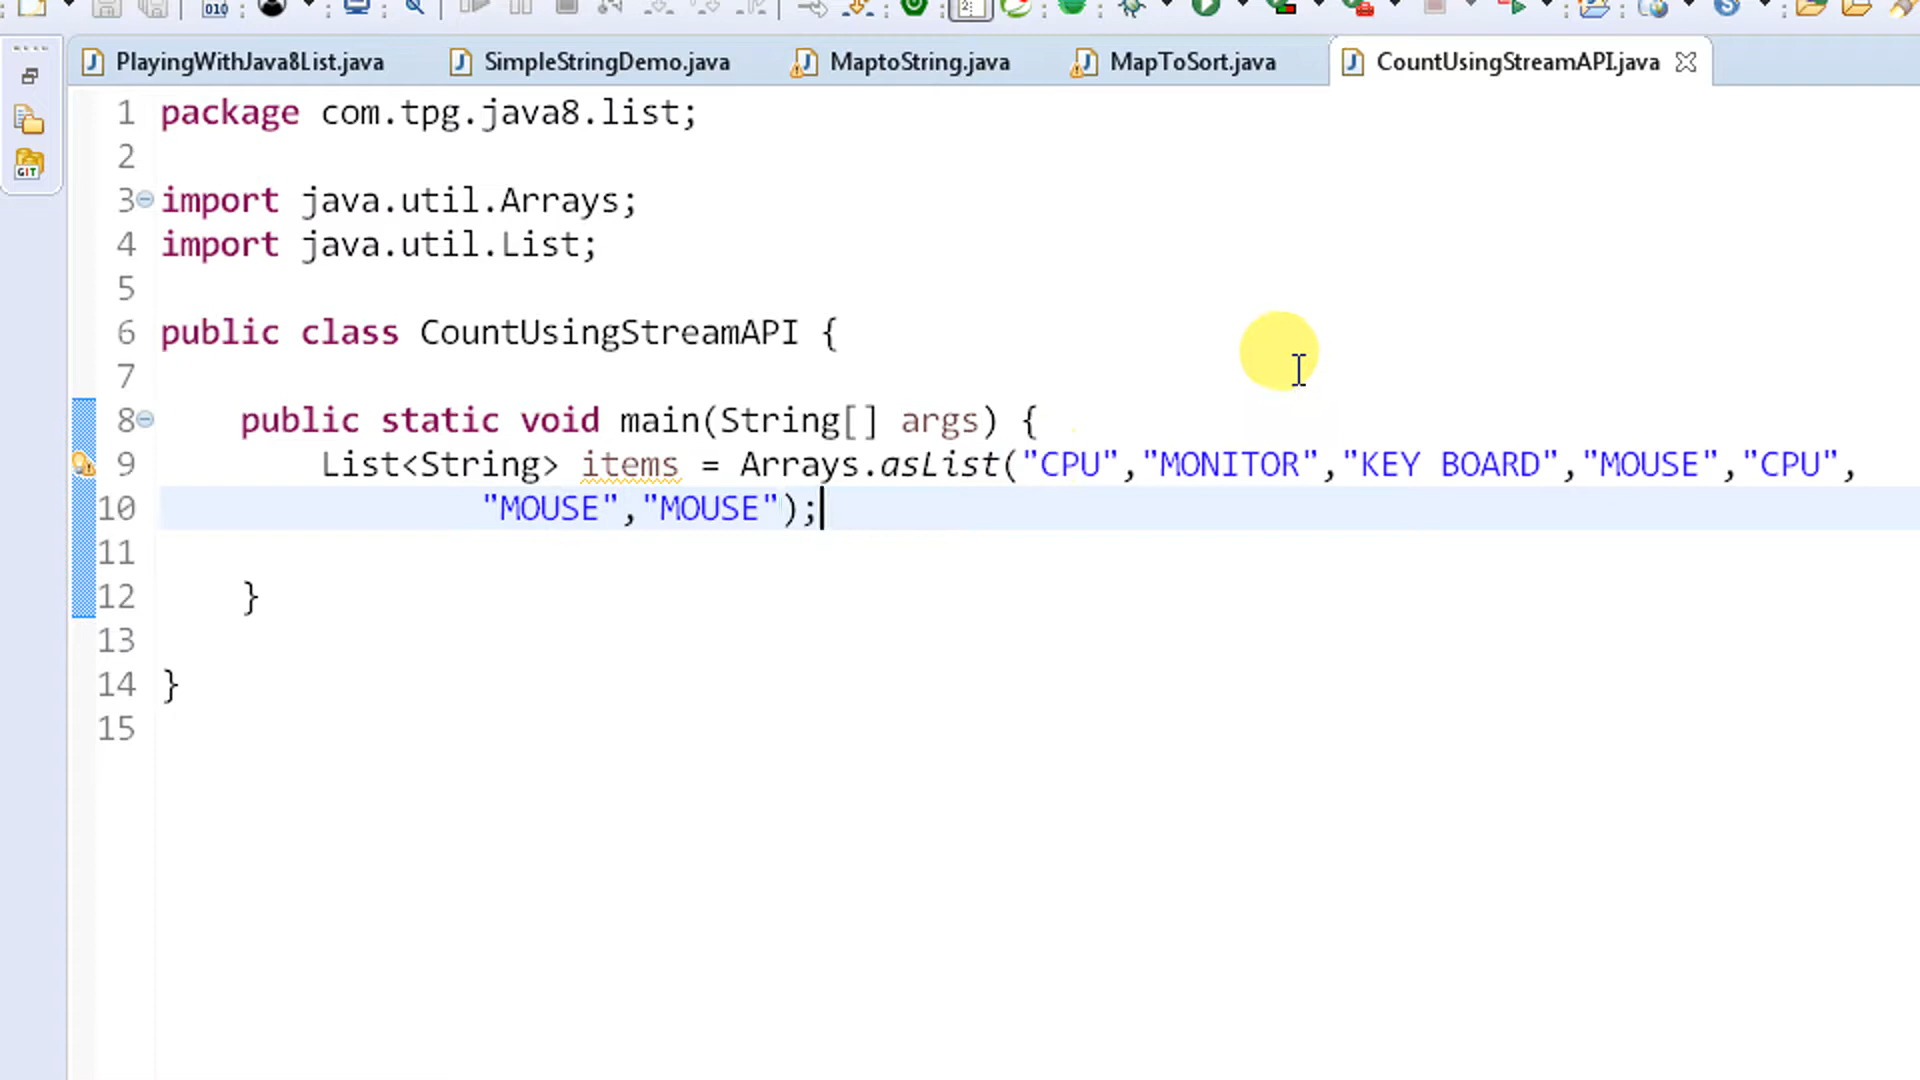 010
PlayingWithJava8List.java SimpleStringDemo.java MaptoString.java MapToSort.java CountUsingStreamAPI.java
1 package com.tpg.java8.list;
2
3 import java.util.Arrays;
4 import java.util.List;
5
6 public class CountUsingStreamAPI {
7
8 public static void main(String[] args) {
9 List<String> items = Arrays.asList("CPU","MONITOR","KEY BOARD","MOUSE","CPU",
10 "MOUSE","MOUSE");
11
12 }
13
14 }
15
GIT